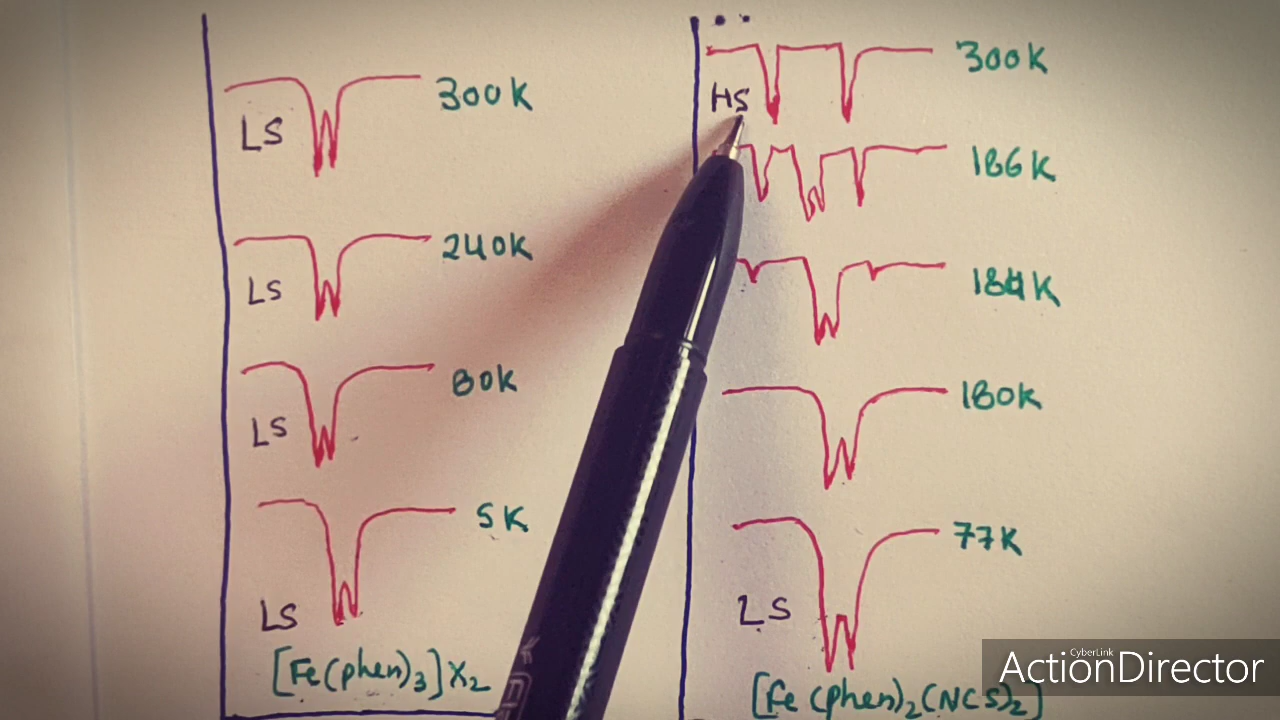 300K
LS
240K
LS
80K
LS
5K
LS
[Fe(phen)3]X2
300K
HS
186K
184K
180K
77K
LS
[Fe(phen)2(NCS)2]
CyberLink
ActionDirector